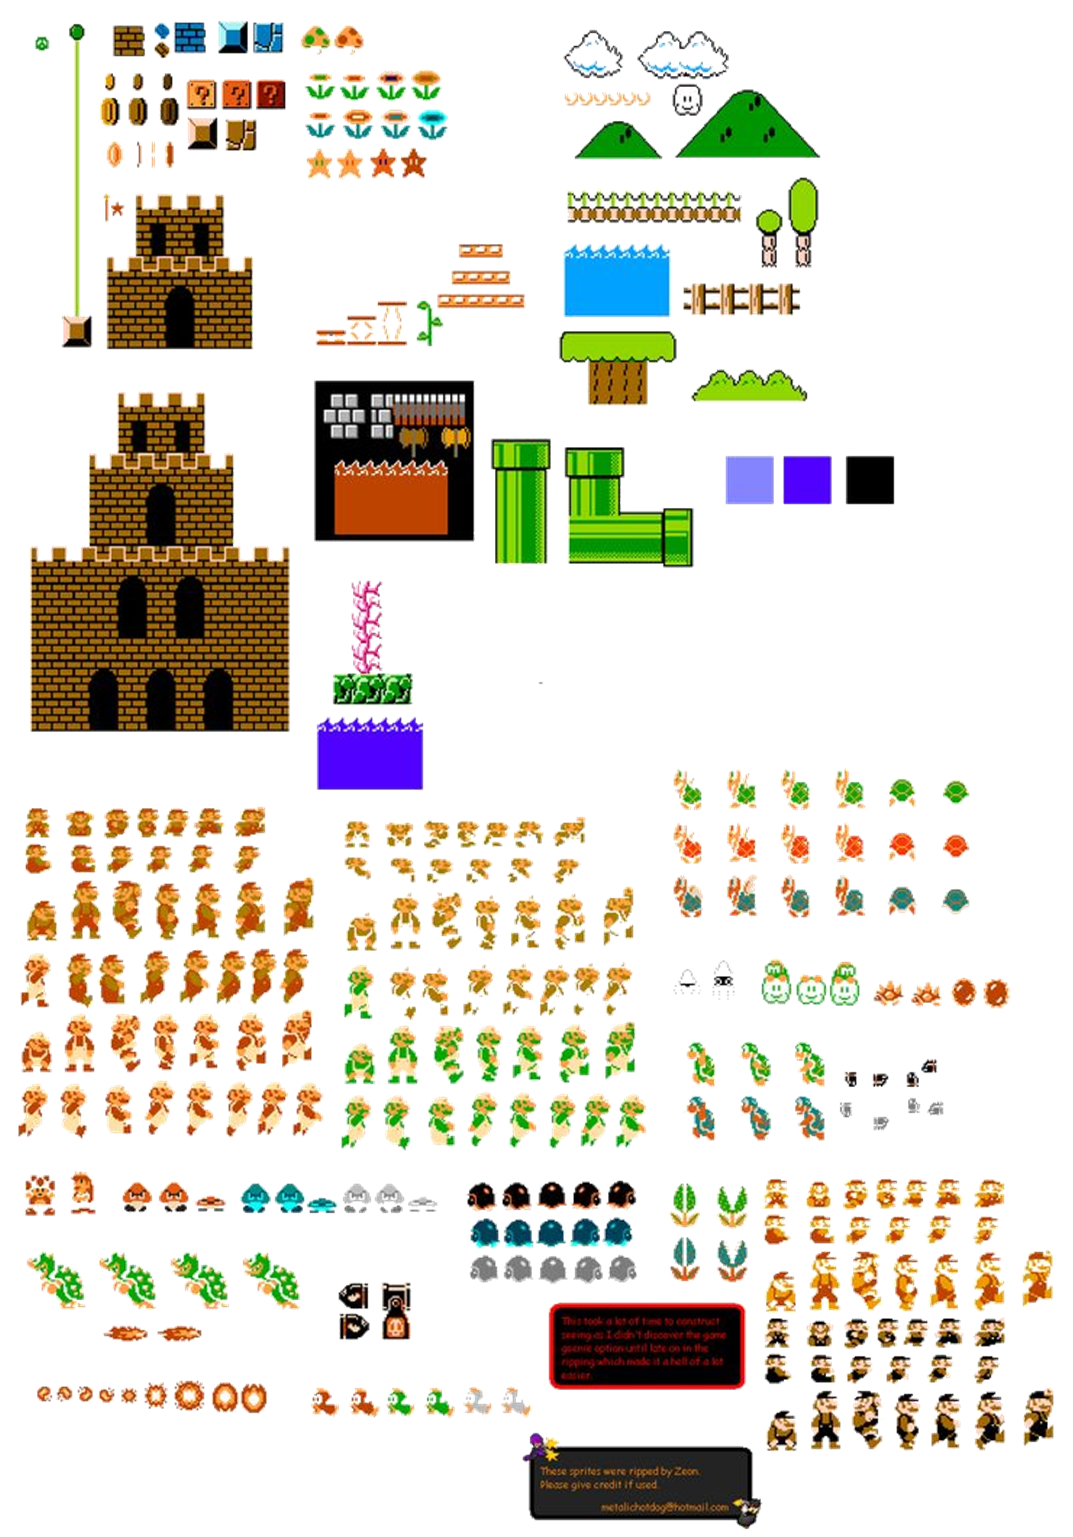 ? ? ?
This took a lot of time to construct
seeing as I didn't discover the game
geenie option until late on in the
ripping which made it a hell of a lot
easier.
These sprites were ripped by Zeon.
Please give credit if used.
metalichotdog@hotmail.com